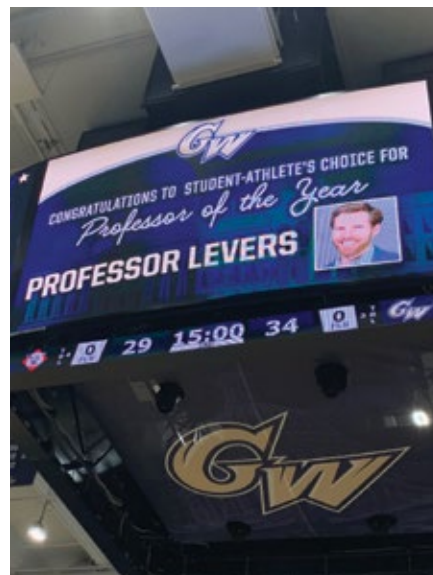 GW
CONGRATULATIONS TO STUDENT-ATHLETE'S CHOICE FOR
Professor of the Year
PROFESSOR LEVERS
0 29 15:00 34 0 GW
GW